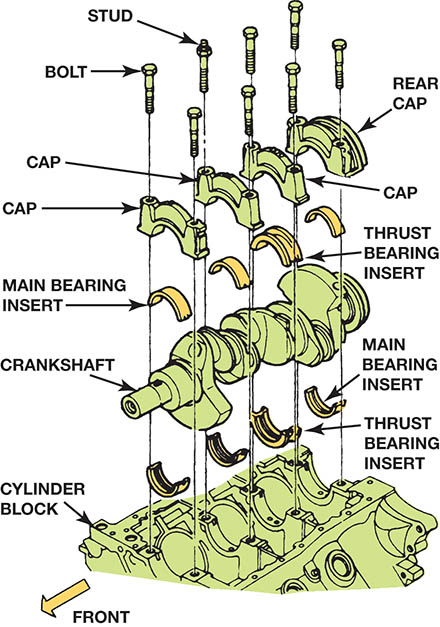 STUD
BOLT
REAR
CAP
CAP
CAP
CAP
THRUST
BEARING
INSERT
MAIN BEARING
INSERT
MAIN
BEARING
INSERT
CRANKSHAFT
THRUST
BEARING
INSERT
CYLINDER
BLOCK
FRONT